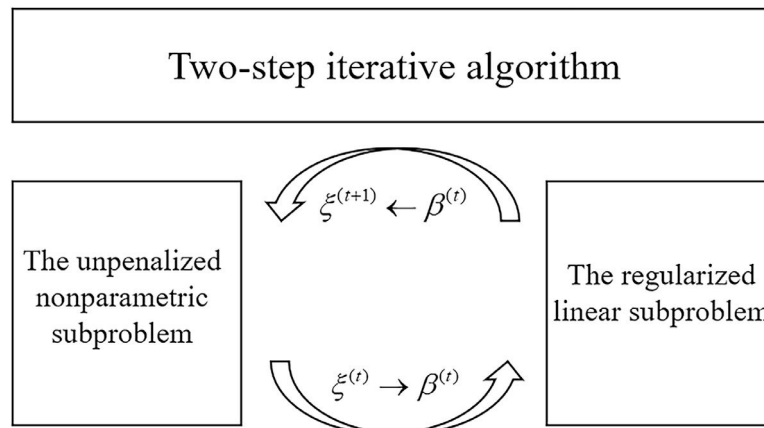 Two-step iterative algorithm
ξ^(t+1) ← β^(t)
The unpenalized
nonparametric
subproblem
The regularized
linear subproblem
ξ^(t) → β^(t)